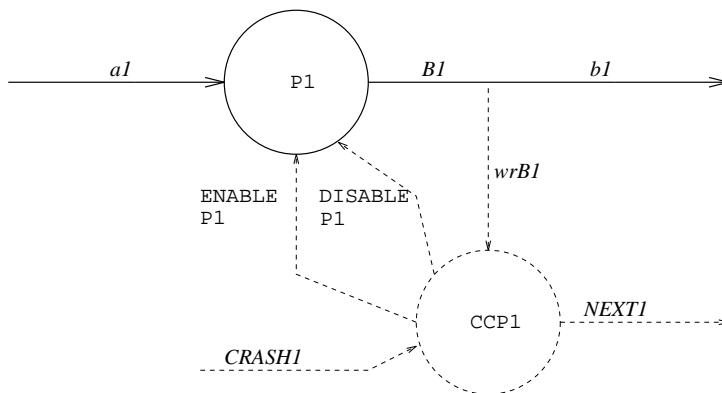 a1
P1
B1
b1
wrB1
ENABLE
P1
DISABLE
P1
CCP1
NEXT1
CRASH1